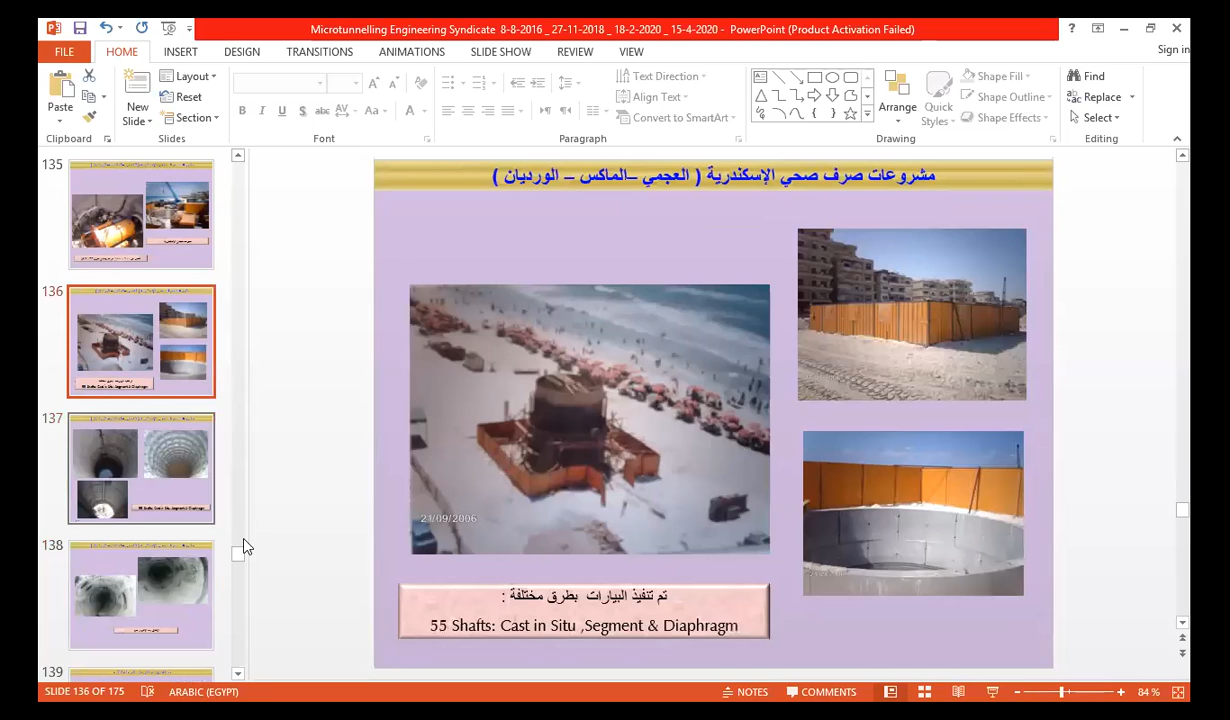 Microtunnelling Engineering Syndicate 8-8-2016 _ 27-11-2018 _ 18-2-2020 _ 15-4-2020 - PowerPoint (Product Activation Failed)
Sign in
FILE HOME INSERT DESIGN TRANSITIONS ANIMATIONS SLIDE SHOW REVIEW VIEW
Paste
Clipboard
New Slide
Layout
Reset
Section
Slides
Font
Text Direction
Align Text
Convert to SmartArt
Paragraph
Arrange
Quick Styles
Shape Fill
Shape Outline
Shape Effects
Drawing
Find
Replace
Select
Editing
135
136
137
138
139
مشروعات صرف صحي الإسكندرية ( العجمي –الماكس – الورديان )
21/09/2006
تم تنفيذ البيارات بطرق مختلفة :
55 Shafts: Cast in Situ ,Segment & Diaphragm
SLIDE 136 OF 175 ARABIC (EGYPT) NOTES COMMENTS 84 %